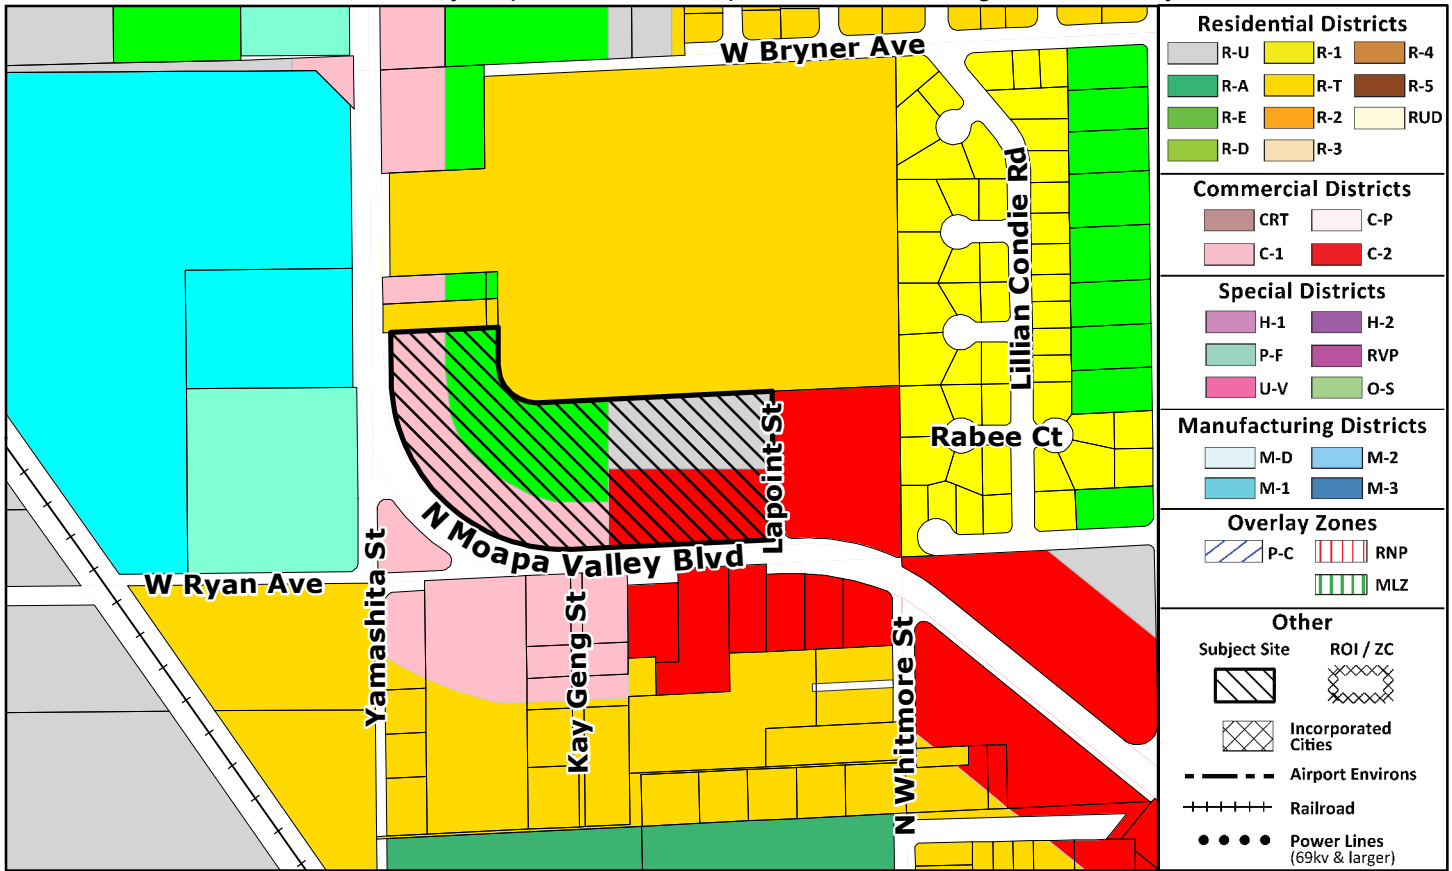 W Bryner Ave
Lillian Condie Rd
Rabee Ct
Lapoint St
N Moapa Valley Blvd
W Ryan Ave
Yamashita St
Kay Geng St
N Whitmore St
Residential Districts
R-U
R-1
R-4
R-A
R-T
R-5
R-E
R-2
RUD
R-D
R-3
Commercial Districts
CRT
C-P
C-1
C-2
Special Districts
H-1
H-2
P-F
RVP
U-V
O-S
Manufacturing Districts
M-D
M-2
M-1
M-3
Overlay Zones
P-C
RNP
MLZ
Other
Subject Site
ROI / ZC
Incorporated
Cities
Airport Environs
Railroad
Power Lines
(69kv & larger)